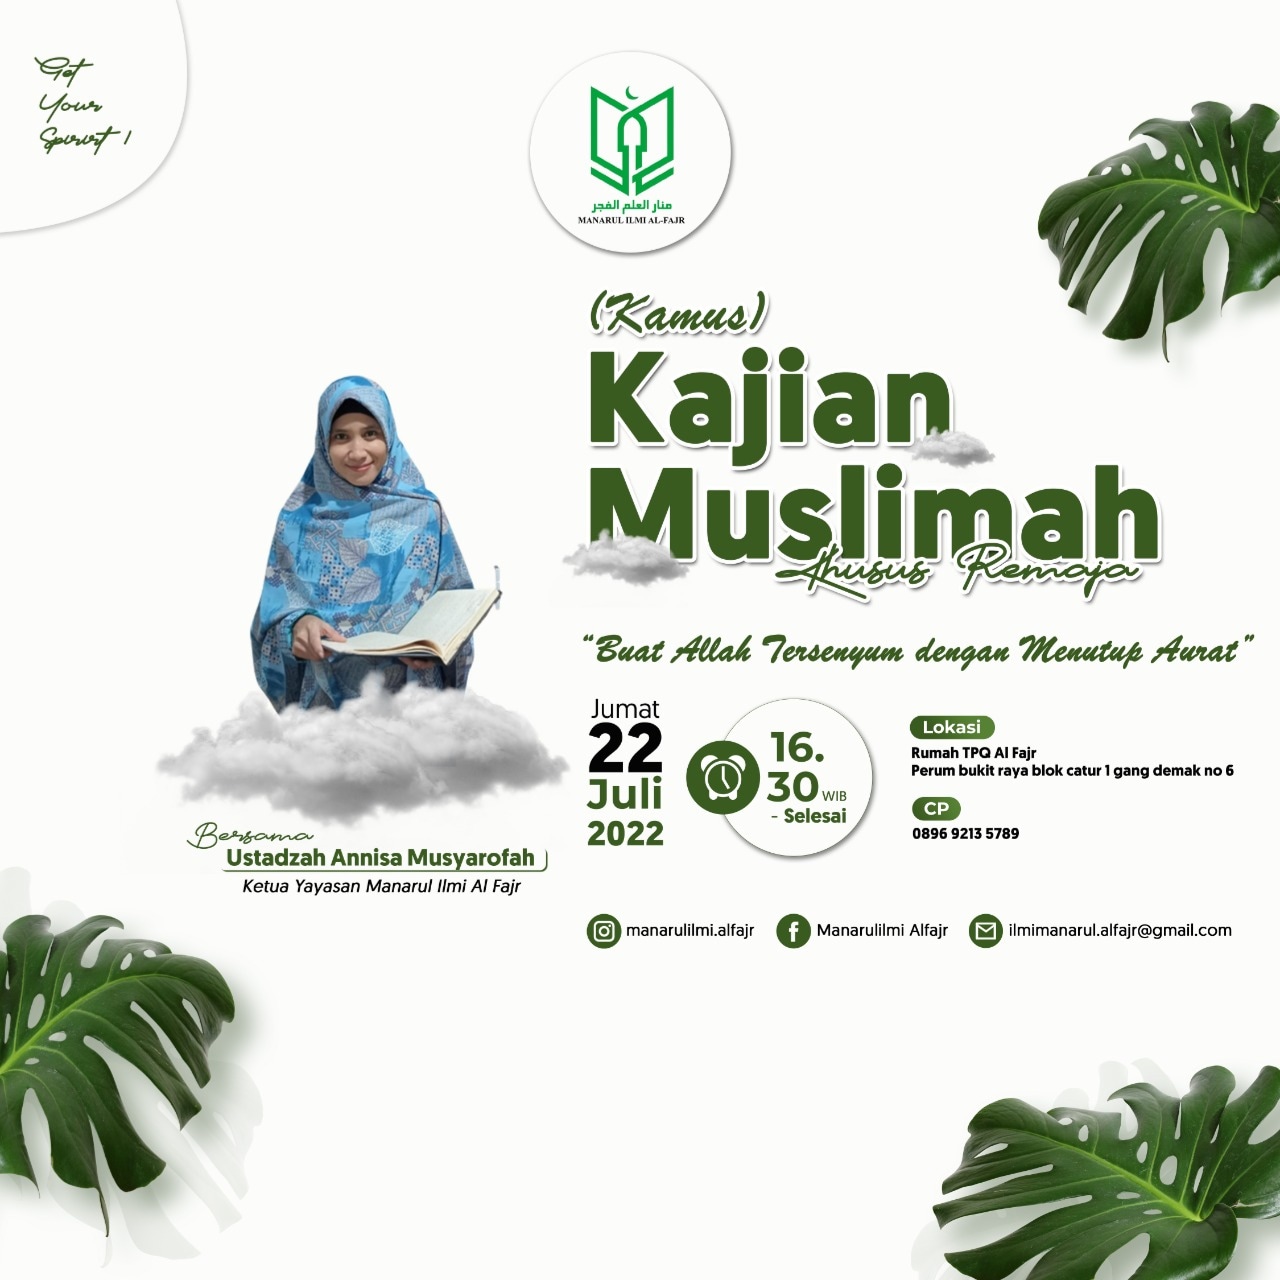 Get
Your
Spirirt !
منار العلم الفجر
MANARUL ILMI AL-FAJR
(Kamus)
Kajian
Muslimah
Khusus Remaja
“Buat Allah Tersenyum dengan Menutup Aurat”
Jumat
22
Juli
2022
16.
30 WIB
- Selesai
Lokasi
Rumah TPQ Al Fajr
Perum bukit raya blok catur 1 gang demak no 6
CP
0896 9213 5789
Bersama
Ustadzah Annisa Musyarofah
Ketua Yayasan Manarul Ilmi Al Fajr
manarulilmi.alfajr
Manarulilmi Alfajr
ilmimanarul.alfajr@gmail.com